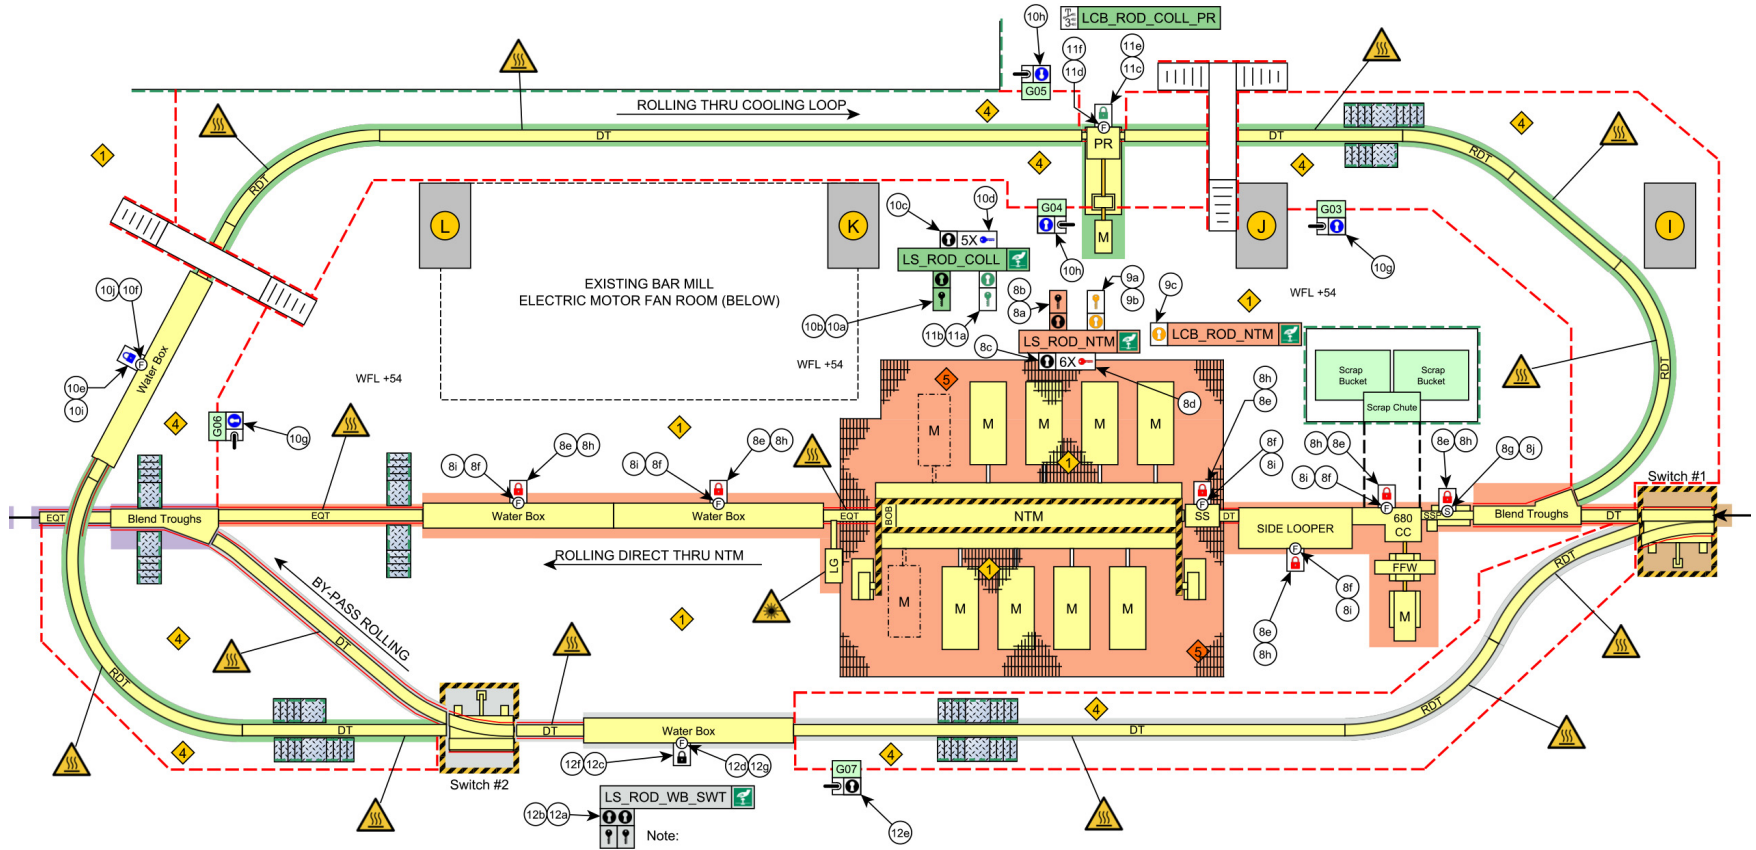 10h
LCB_ROD_COLL_PR
11f
11e
11d
11c
G05
ROLLING THRU COOLING LOOP
4
4
1
DT
F
PR
DT
4
4
RDT
RDT
L
K
J
I
10c
10d
G04
G03
5X
M
LS_ROD_COLL
10h
10g
EXISTING BAR MILL
ELECTRIC MOTOR FAN ROOM (BELOW)
9a
8b
9b
9c
8a
1
WFL +54
10j
10f
10b
10a
11b
11a
LS_ROD_NTM
LCB_ROD_NTM
8c
6X
F
Water Box
WFL +54
WFL +54
10e
10i
5
8d
8h
8e
Scrap
Bucket
Scrap
Bucket
Scrap Chute
RDT
4
G06
10g
1
M
M
M
M
M
8e
8h
8e
8h
8i
8f
8i
8f
8f
8i
8h
8e
8e
8h
8g
8j
8i
8f
1
Switch #1
F
F
F
F
S
EQT
Blend Troughs
EQT
Water Box
Water Box
EQT
BOB
NTM
SS
DT
SIDE LOOPER
680
CC
SSP
Blend Troughs
DT
ROLLING DIRECT THRU NTM
LG
1
F
FFW
RDT
BY-PASS ROLLING
M
M
M
M
M
8f
8i
M
4
DT
1
8e
8h
5
RDT
4
RDT
DT
DT
Water Box
DT
4
F
4
12f
12c
12d
12g
G07
Switch #2
LS_ROD_WB_SWT
12b
12a
12e
Note: